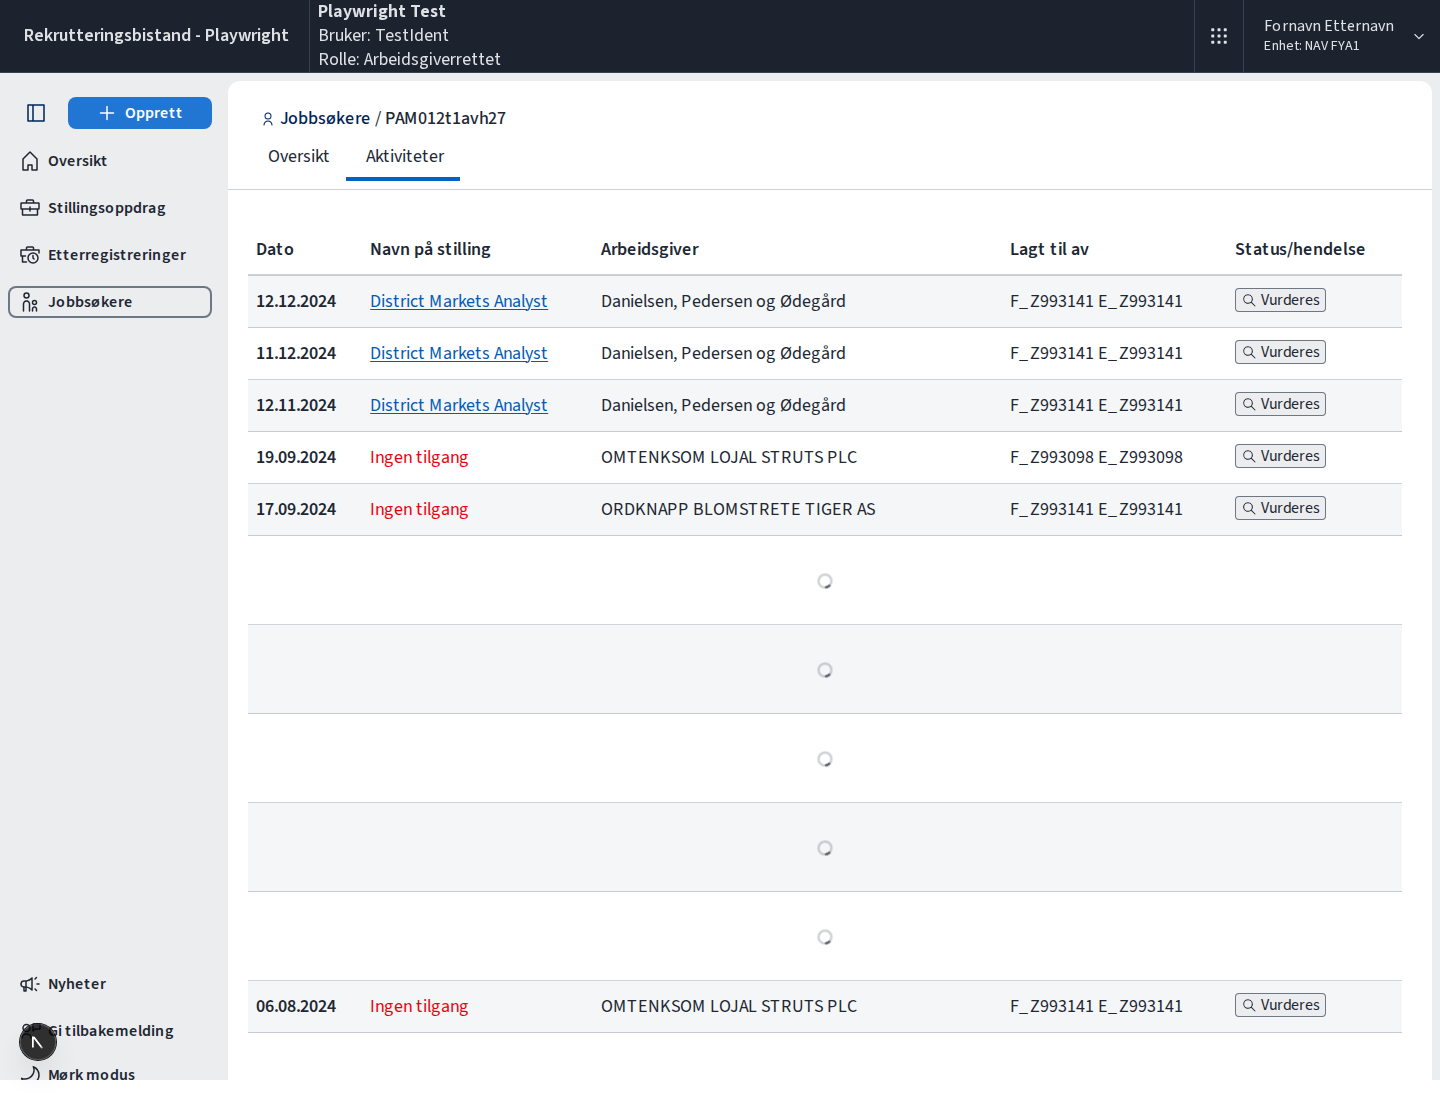 Rekrutteringsbistand - Playwright
Playwright Test
Bruker: TestIdent
Rolle: Arbeidsgiverrettet
Fornavn Etternavn
Enhet: NAV FYA1
Opprett
Oversikt
Stillingsoppdrag
Etterregistreringer
Jobbsøkere
Nyheter
Gi tilbakemelding
Mørk modus
Jobbsøkere / PAM012t1avh27
Oversikt Aktiviteter
Dato Navn på stilling Arbeidsgiver Lagt til av Status/hendelse
12.12.2024 District Markets Analyst Danielsen, Pedersen og Ødegård F_Z993141 E_Z993141 Vurderes
11.12.2024 District Markets Analyst Danielsen, Pedersen og Ødegård F_Z993141 E_Z993141 Vurderes
12.11.2024 District Markets Analyst Danielsen, Pedersen og Ødegård F_Z993141 E_Z993141 Vurderes
19.09.2024 Ingen tilgang OMTENKSOM LOJAL STRUTS PLC F_Z993098 E_Z993098 Vurderes
17.09.2024 Ingen tilgang ORDKNAPP BLOMSTRETE TIGER AS F_Z993141 E_Z993141 Vurderes
06.08.2024 Ingen tilgang OMTENKSOM LOJAL STRUTS PLC F_Z993141 E_Z993141 Vurderes